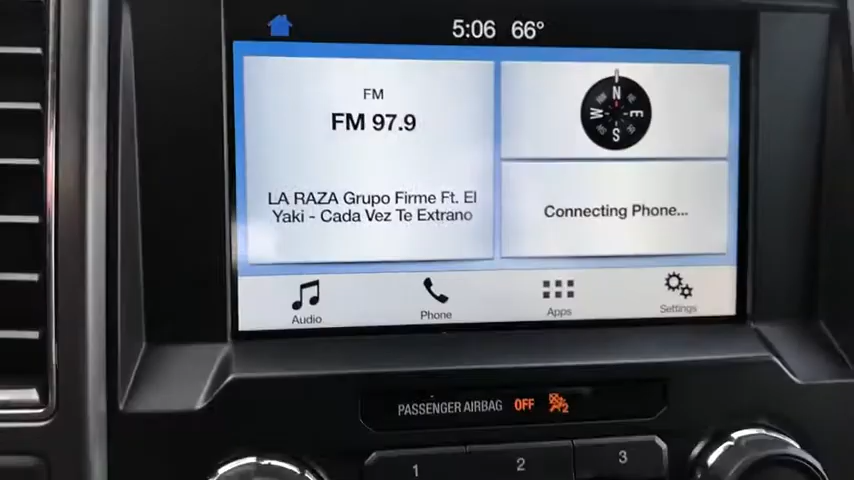 5:06 66°
FM
FM 97.9
LA RAZA Grupo Firme Ft. El
Yaki - Cada Vez Te Extrano
N
W E
S
Connecting Phone...
Audio
Phone
Apps
Settings
PASSENGER AIRBAG OFF 2
1
2
3